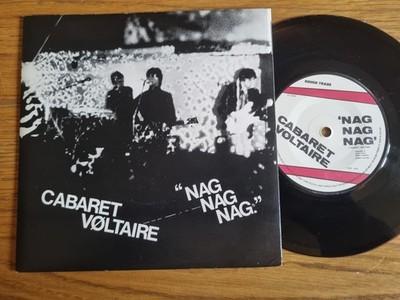 CABARET
VØLTAIRE
“NAG
NAG
NAG.”
ROUGH TRADE
CABARET
VOLTAIRE
'NAG
NAG
NAG'